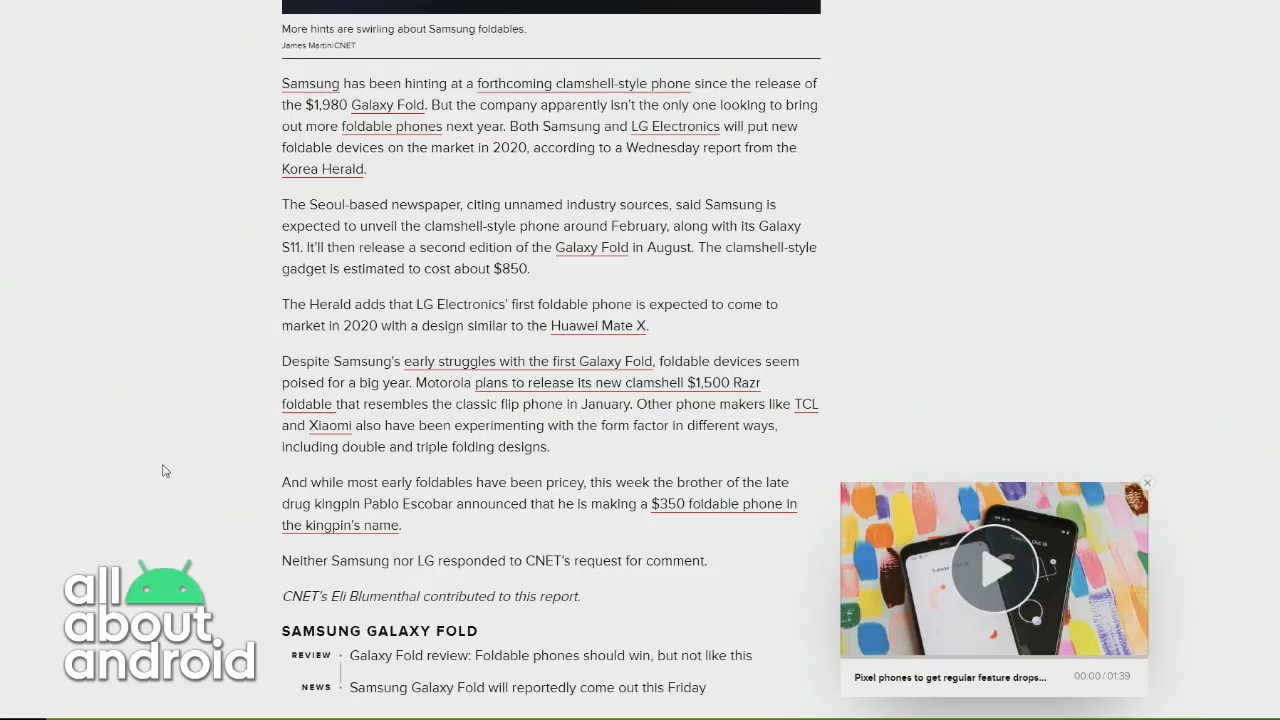 More hints are swirling about Samsung foldables.
James Martin/CNET
Samsung has been hinting at a forthcoming clamshell-style phone since the release of
the $1,980 Galaxy Fold. But the company apparently isn't the only one looking to bring
out more foldable phones next year. Both Samsung and LG Electronics will put new
foldable devices on the market in 2020, according to a Wednesday report from the
Korea Herald.
The Seoul-based newspaper, citing unnamed industry sources, said Samsung is
expected to unveil the clamshell-style phone around February, along with its Galaxy
S11. It'll then release a second edition of the Galaxy Fold in August. The clamshell-style
gadget is estimated to cost about $850.
The Herald adds that LG Electronics' first foldable phone is expected to come to
market in 2020 with a design similar to the Huawei Mate X.
Despite Samsung's early struggles with the first Galaxy Fold, foldable devices seem
poised for a big year. Motorola plans to release its new clamshell $1,500 Razr
foldable that resembles the classic flip phone in January. Other phone makers like TCL
and Xiaomi also have been experimenting with the form factor in different ways,
including double and triple folding designs.
And while most early foldables have been pricey, this week the brother of the late
drug kingpin Pablo Escobar announced that he is making a $350 foldable phone in
the kingpin's name.
Neither Samsung nor LG responded to CNET's request for comment.
CNET's Eli Blumenthal contributed to this report.
SAMSUNG GALAXY FOLD
REVIEW • Galaxy Fold review: Foldable phones should win, but not like this
NEWS • Samsung Galaxy Fold will reportedly come out this Friday
all
about
android
Pixel phones to get regular feature drops... 00:00 / 01:39